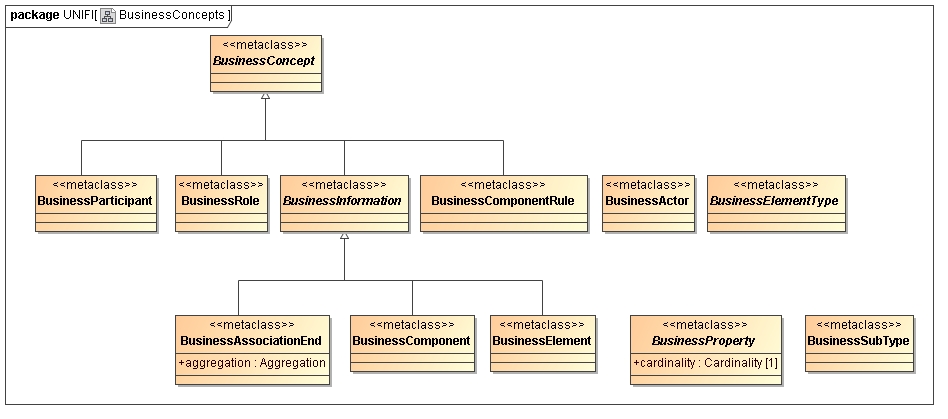 package UNIFI[ BusinessConcepts ]
<<metaclass>>
BusinessConcept
<<metaclass>>
BusinessParticipant
<<metaclass>>
BusinessRole
<<metaclass>>
BusinessInformation
<<metaclass>>
BusinessComponentRule
<<metaclass>>
BusinessActor
<<metaclass>>
BusinessElementType
<<metaclass>>
BusinessAssociationEnd
+aggregation : Aggregation
<<metaclass>>
BusinessComponent
<<metaclass>>
BusinessElement
<<metaclass>>
BusinessProperty
+cardinality : Cardinality [1]
<<metaclass>>
BusinessSubType